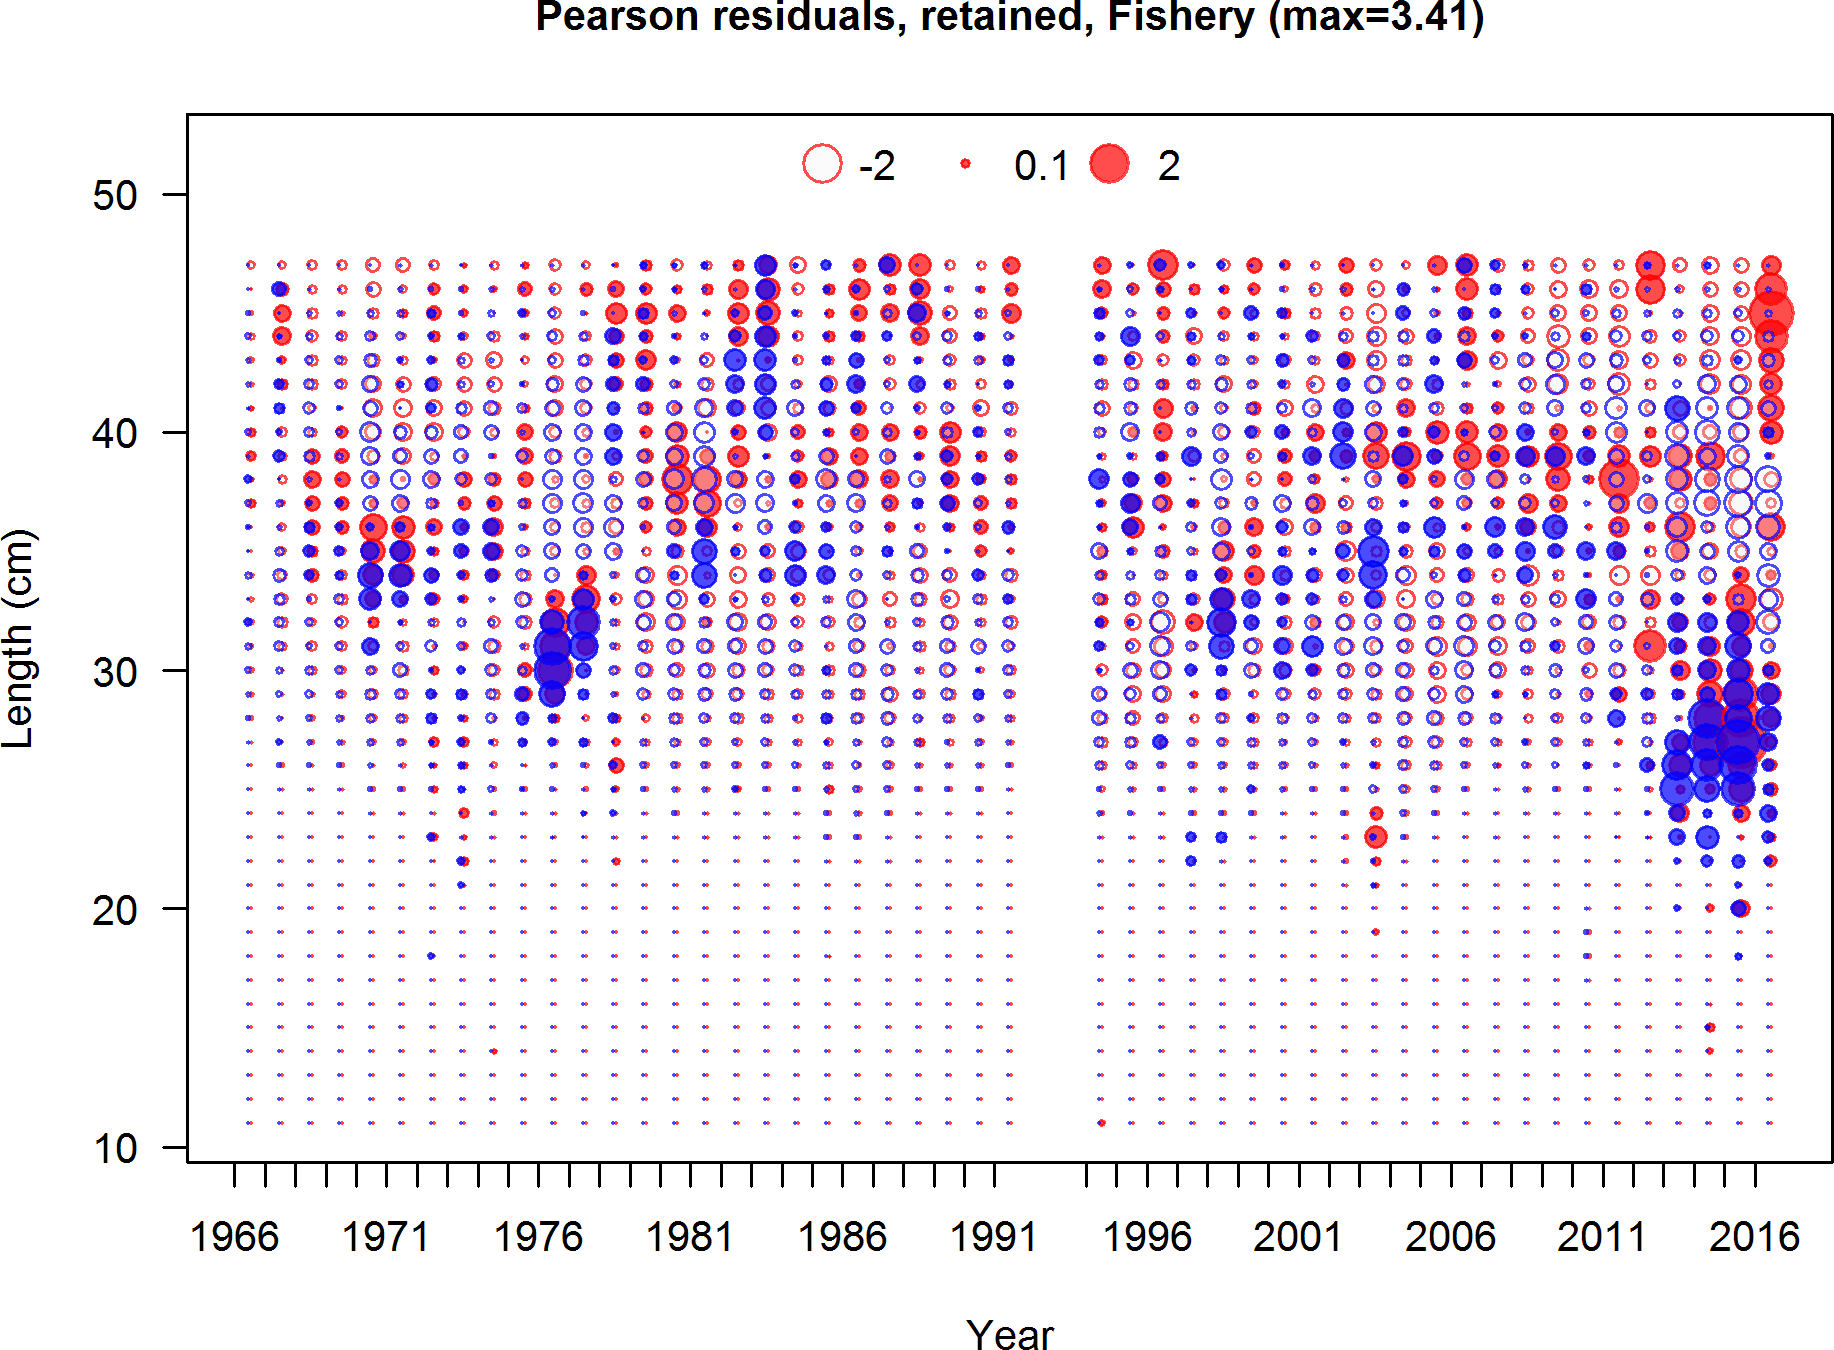 Pearson residuals, retained, Fishery (max=3.41)
-2 0.1 2
50
40
30
20
10
Length (cm)
1966 1971 1976 1981 1986 1991 1996 2001 2006 2011 2016
Year